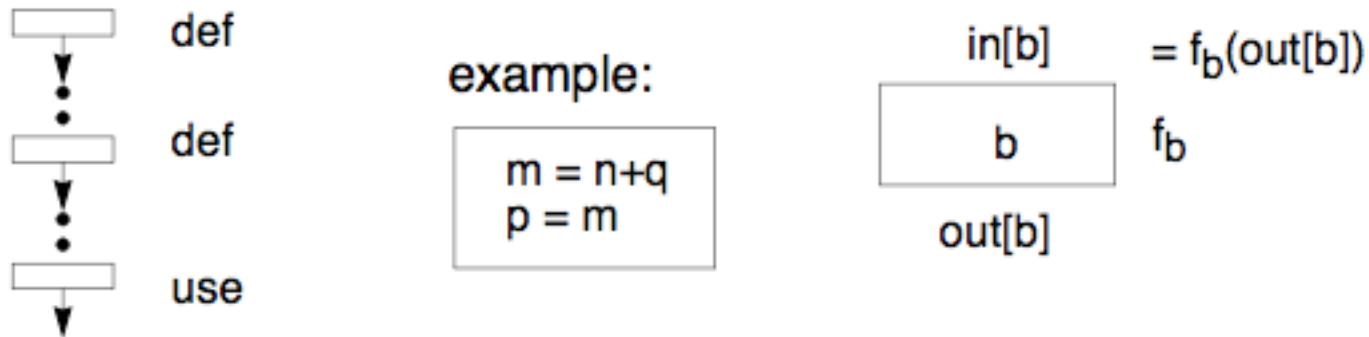 def
def
use
example:
m = n+q
p = m
in[b] = fb(out[b])
b fb
out[b]